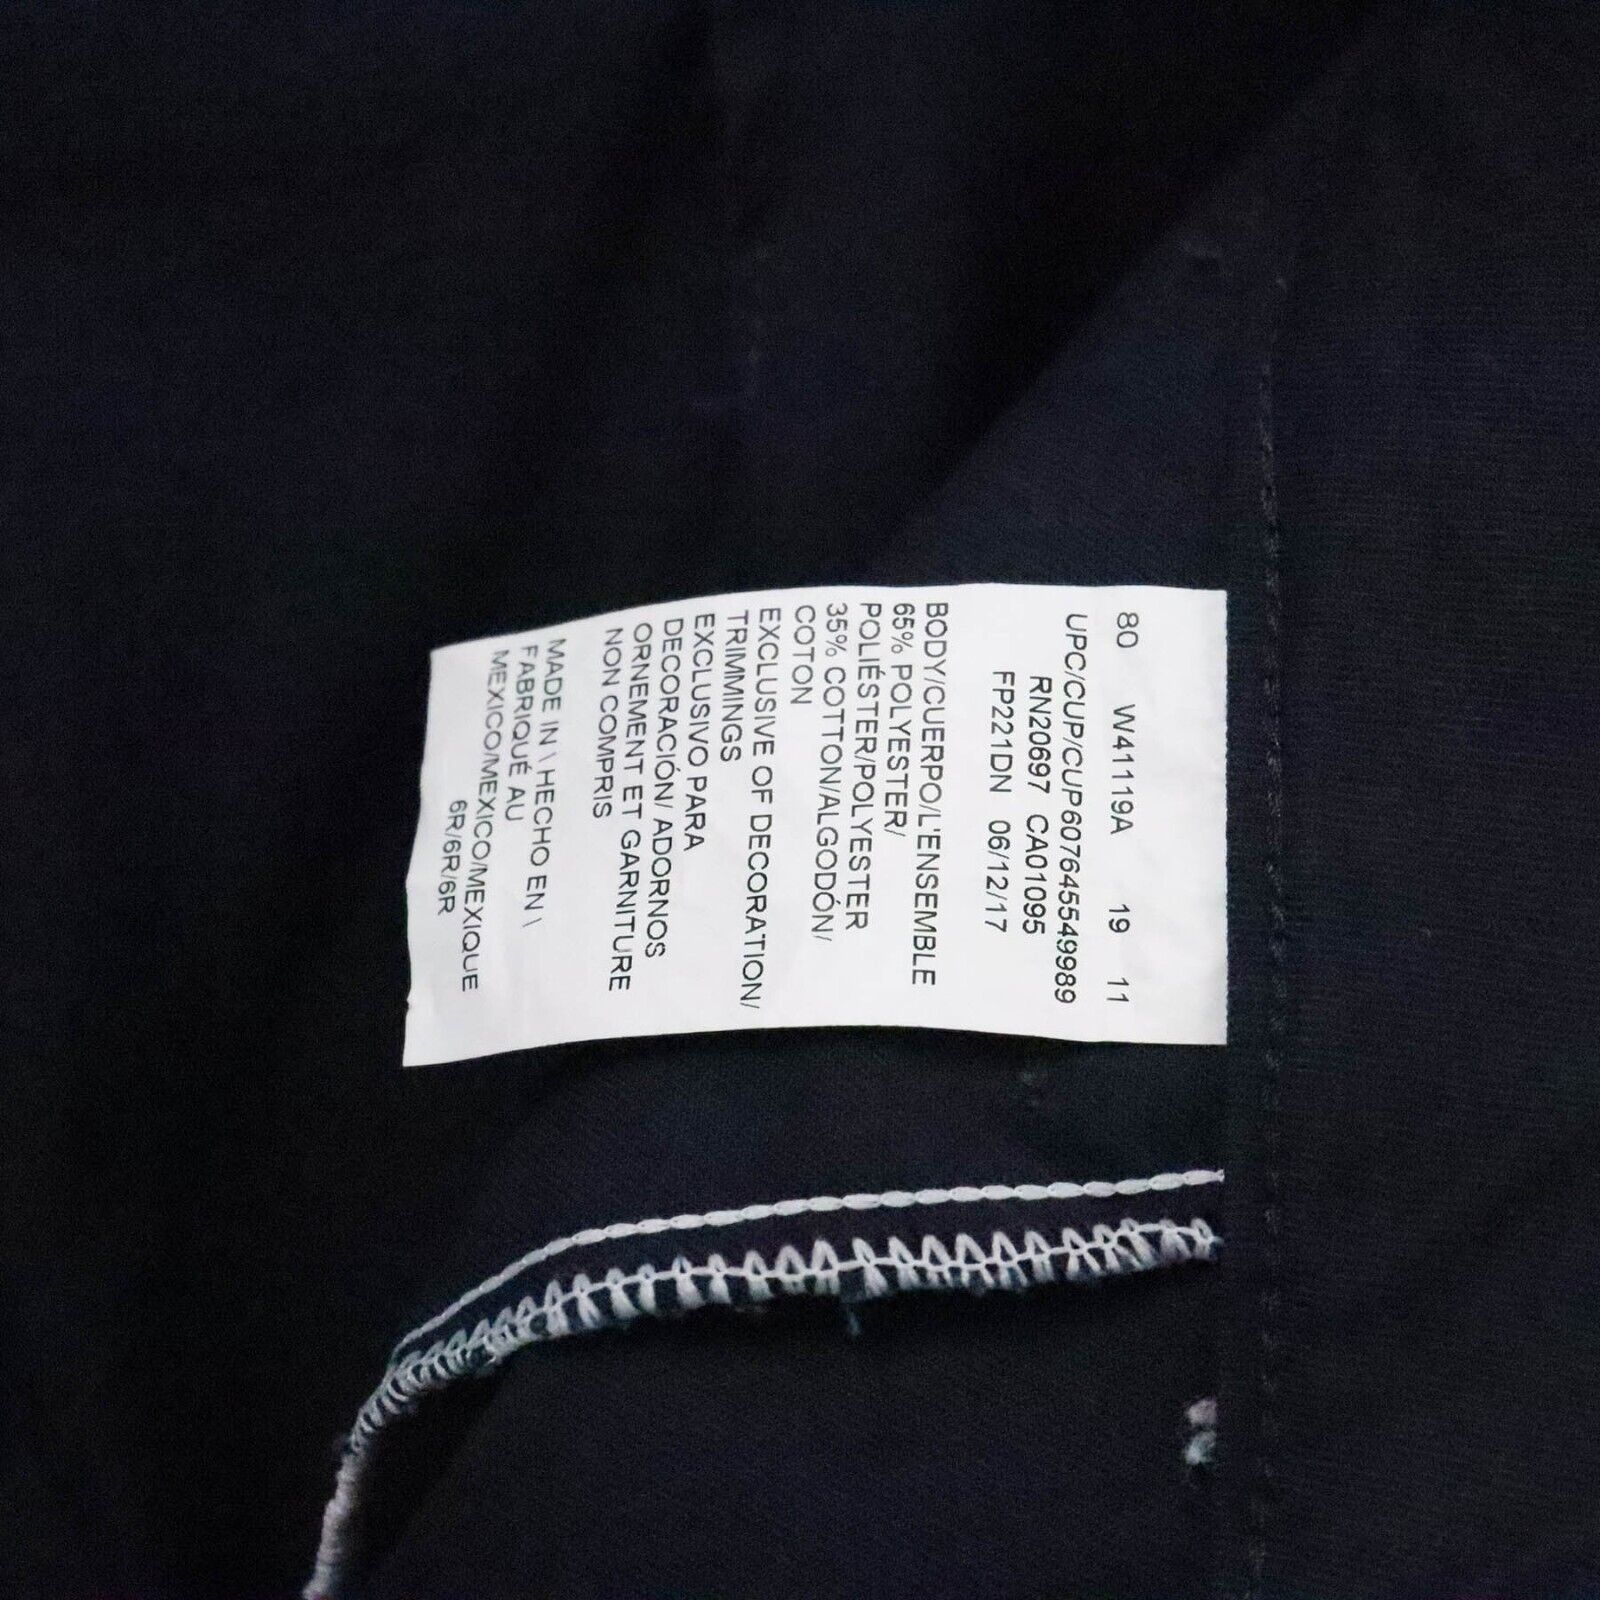 80 W41119A 19 11
UPC/CUP/CUP607645549989
RN20697 CA01095
FP221DN 06/12/17
BODY/CUERPO/L'ENSEMBLE
65% POLYESTER/
POLIÉSTER/POLYESTER
35% COTTON/ALGODÓN/
COTON
EXCLUSIVE OF DECORATION/
TRIMMINGS
EXCLUSIVO PARA
DECORACIÓN/ ADORNOS
ORNEMENT ET GARNITURE
NON COMPRIS
MADE IN \ HECHO EN \
FABRIQUÉ AU
MEXICO/MEXICO/MEXIQUE
6R/6R/6R